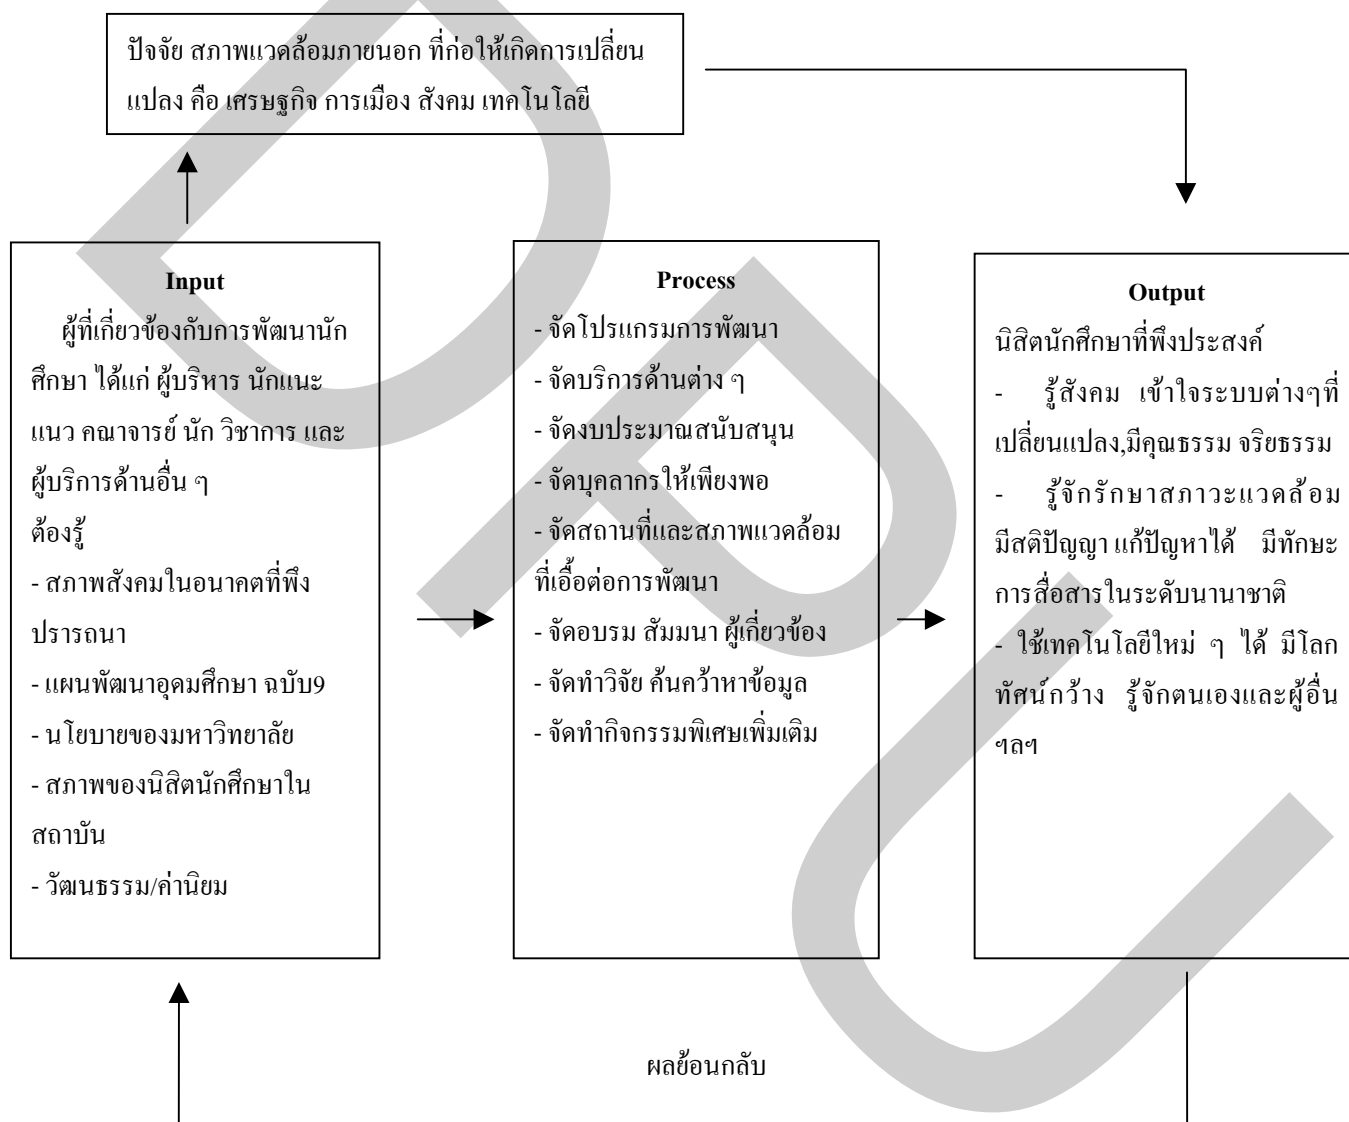 ปัจจัย สภาพแวดล้อมภายนอก ที่ก่อให้เกิดการเปลี่ยน
แปลง คือ เศรษฐกิจ การเมือง สังคม เทคโนโลยี
Input
ผู้ที่เกี่ยวข้องกับการพัฒนานัก
ศึกษา ได้แก่ ผู้บริหาร นักแนะ
แนว คณาจารย์ นัก วิชาการ และ
ผู้บริการด้านอื่น ๆ
ต้องรู้
- สภาพสังคมในอนาคตที่พึง
ปรารถนา
- แผนพัฒนาอุดมศึกษา ฉบับ9
- นโยบายของมหาวิทยาลัย
- สภาพของนิสิตนักศึกษาใน
สถาบัน
- วัฒนธรรม/ค่านิยม
Process
- จัดโปรแกรมการพัฒนา
- จัดบริการด้านต่าง ๆ
- จัดงบประมาณสนับสนุน
- จัดบุคลากรให้เพียงพอ
- จัดสถานที่และสภาพแวดล้อม
ที่เอื้อต่อการพัฒนา
- จัดอบรม สัมมนา ผู้เกี่ยวข้อง
- จัดทำวิจัย ค้นคว้าหาข้อมูล
- จัดทำกิจกรรมพิเศษเพิ่มเติม
Output
นิสิตนักศึกษาที่พึงประสงค์
- รู้สังคม เข้าใจระบบต่างๆที่
เปลี่ยนแปลง,มีคุณธรรม จริยธรรม
- รู้จักรักษาสภาวะแวดล้อม
มีสติปัญญา แก้ปัญหาได้ มีทักษะ
การสื่อสารในระดับนานาชาติ
- ใช้เทคโนโลยีใหม่ ๆ ได้ มีโลก
ทัศน์กว้าง รู้จักตนเองและผู้อื่น
ฯลฯ
ผลย้อนกลับ
DPU